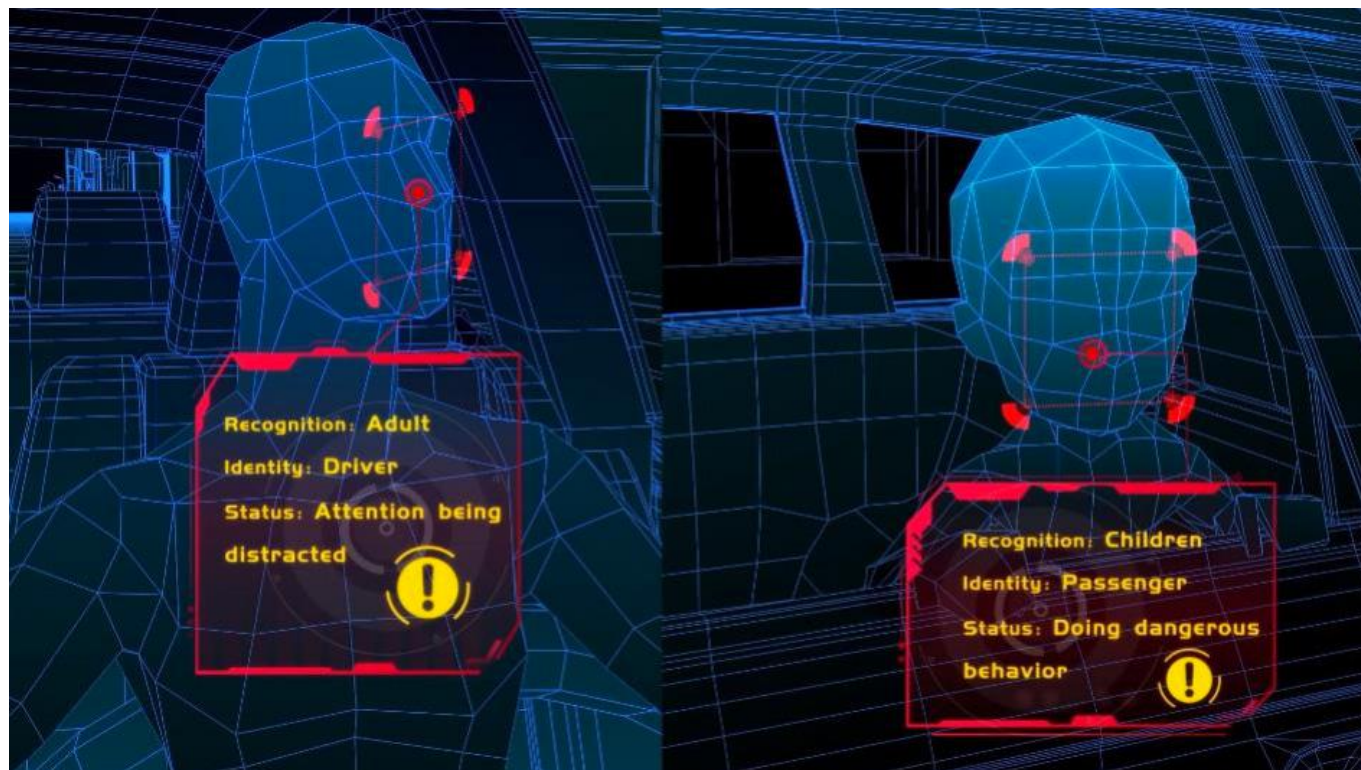 Recognition: Adult
Identity: Driver
Status: Attention being
distracted
Recognition: Children
Identity: Passenger
Status: Doing dangerous
behavior